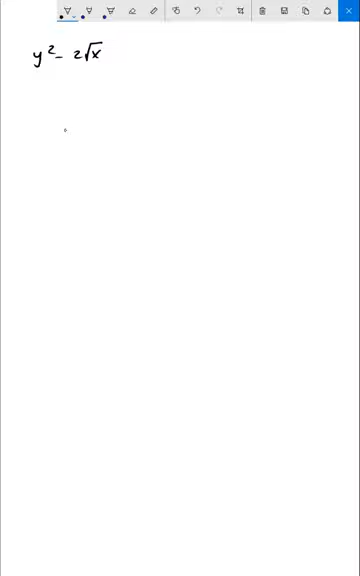 y² - 2√x